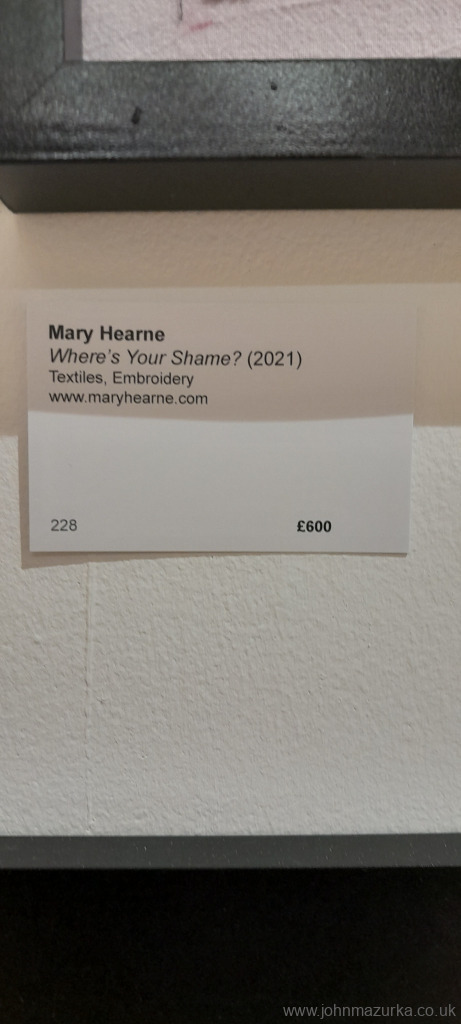 Mary Hearne
Where's Your Shame? (2021)
Textiles, Embroidery
www.maryhearne.com
228 £600
www.johnmazurka.co.uk